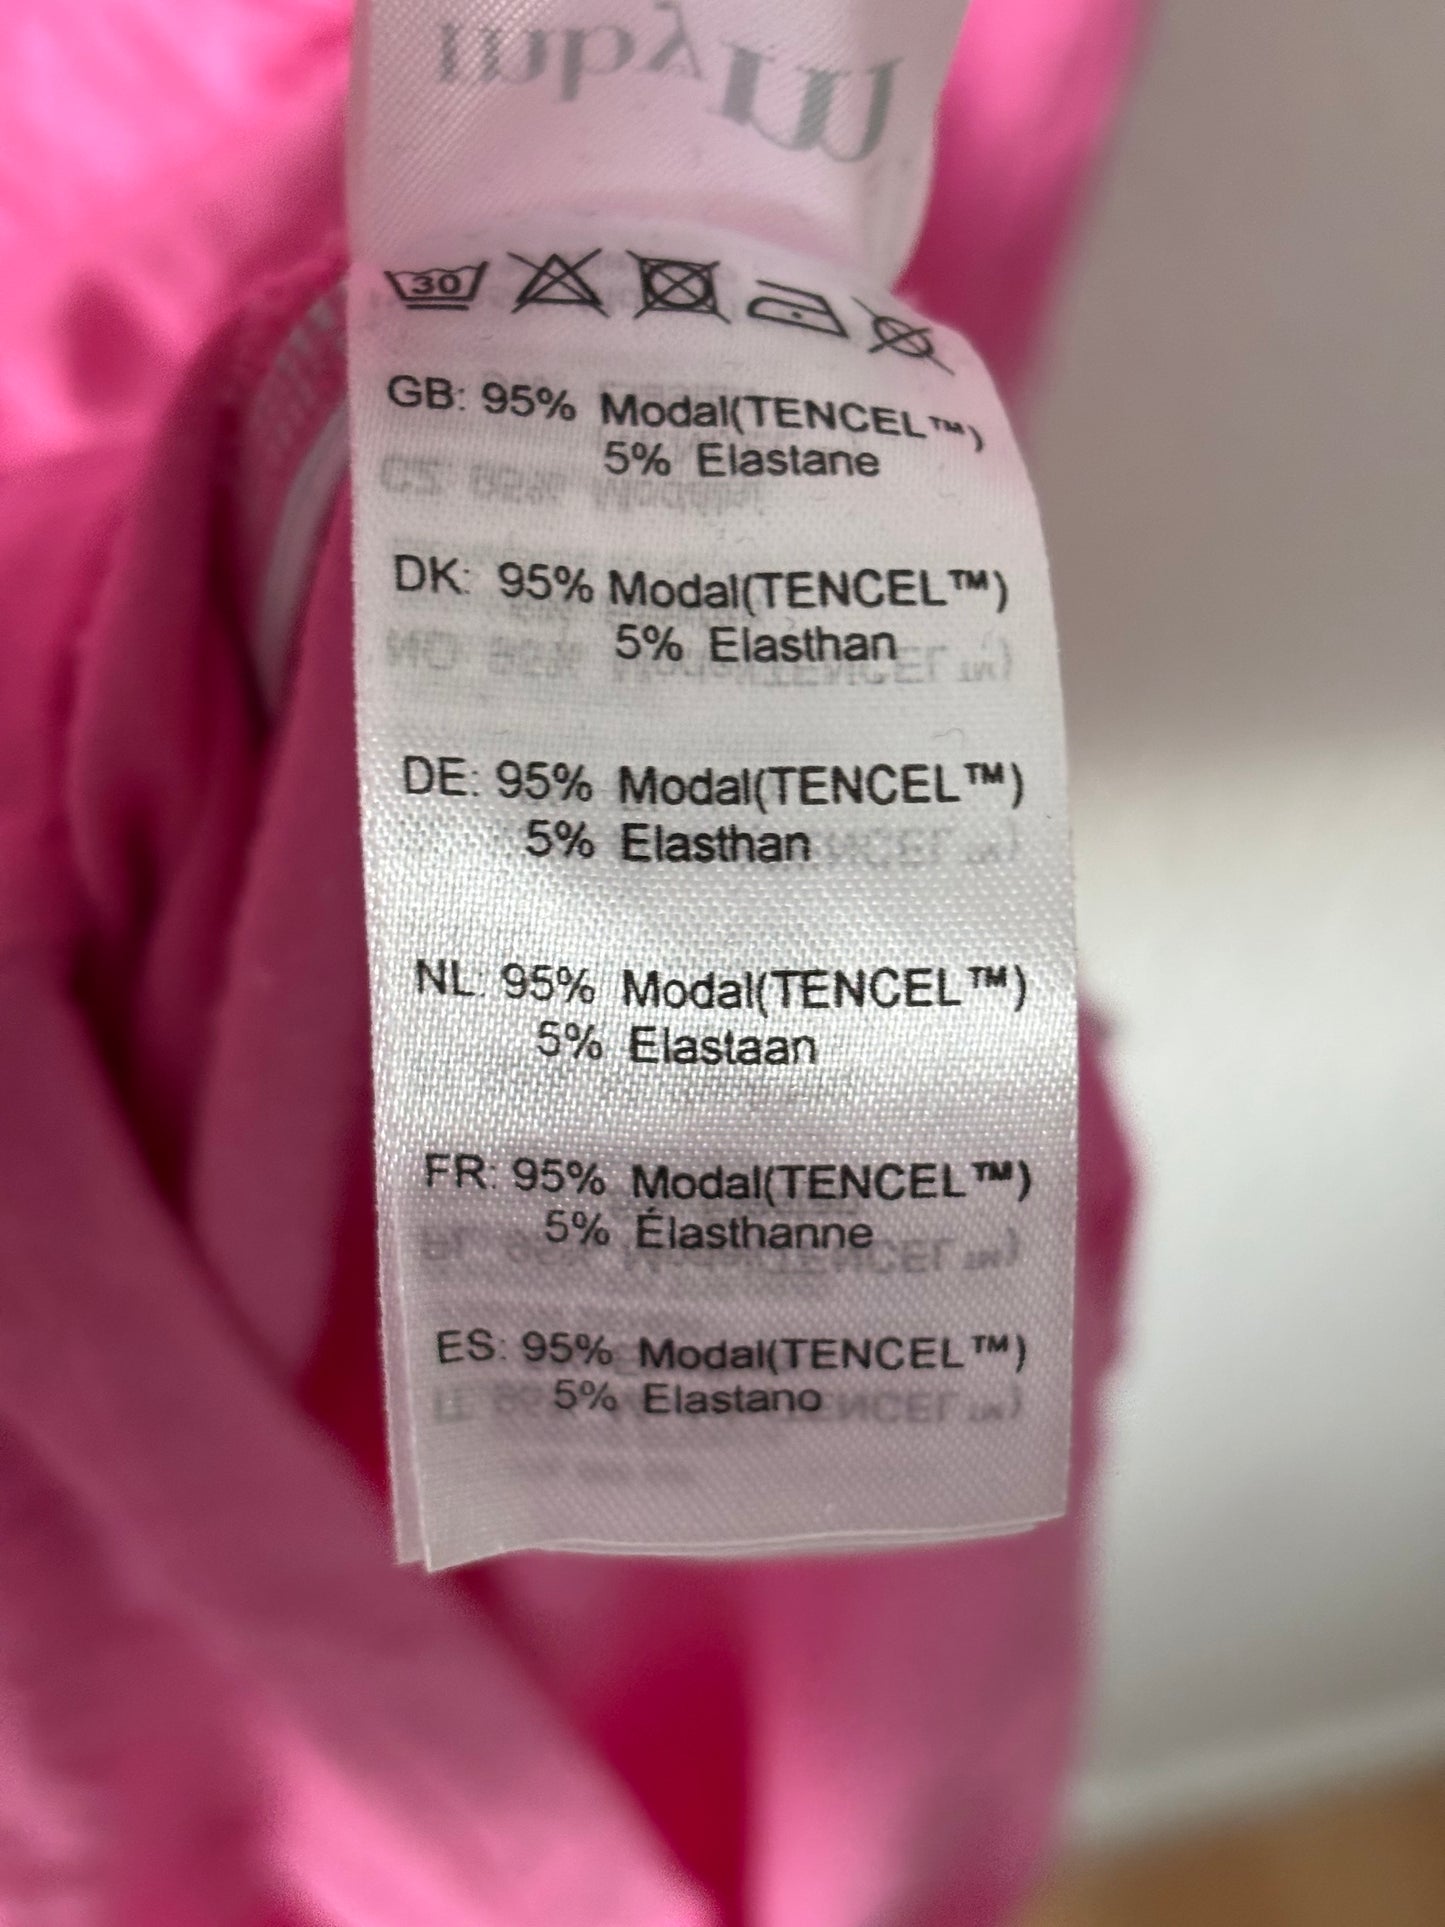 30
GB: 95% Modal(TENCEL™)
5% Elastane
DK: 95% Modal(TENCEL™)
5% Elasthan
DE: 95% Modal(TENCEL™)
5% Elasthan
NL: 95% Modal(TENCEL™)
5% Elastaan
FR: 95% Modal(TENCEL™)
5% Élasthanne
ES: 95% Modal(TENCEL™)
5% Elastano